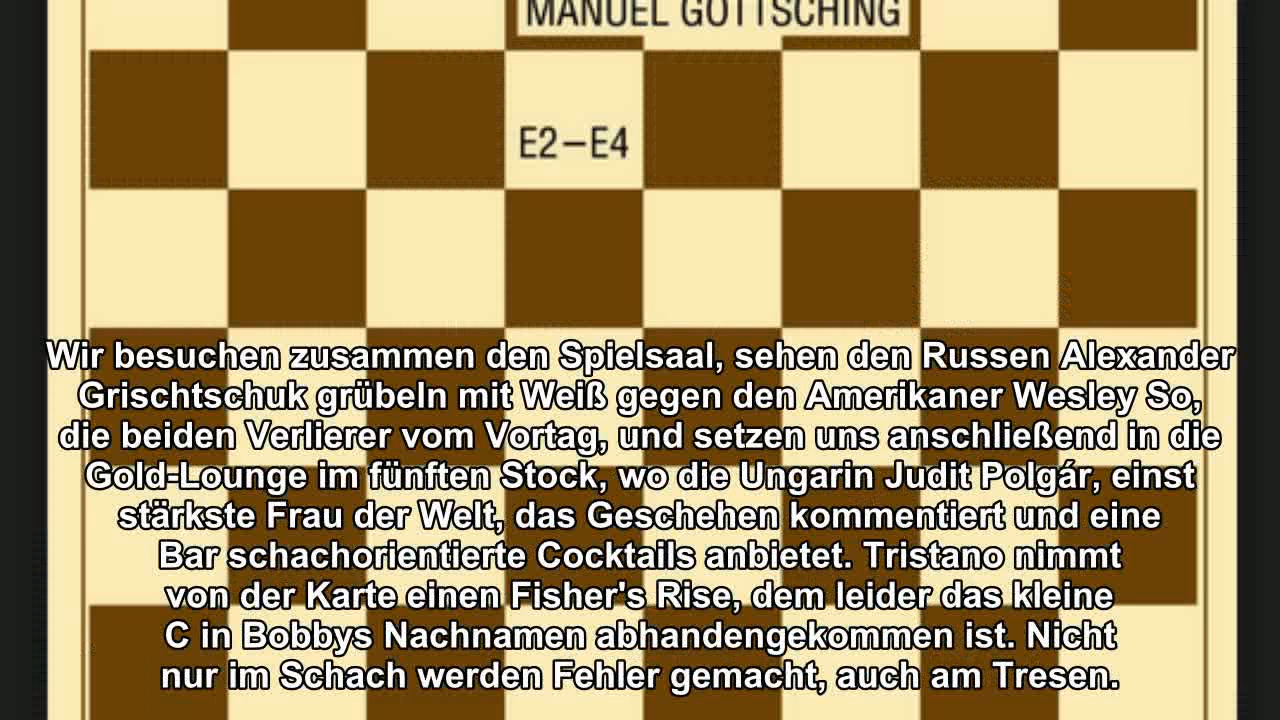 MANUEL GÖTTSCHING
E2–E4
Wir besuchen zusammen den Spielsaal, sehen den Russen Alexander
Grischtschuk grübeln mit Weiß gegen den Amerikaner Wesley So,
die beiden Verlierer vom Vortag, und setzen uns anschließend in die
Gold-Lounge im fünften Stock, wo die Ungarin Judit Polgár, einst
stärkste Frau der Welt, das Geschehen kommentiert und eine
Bar schachorientierte Cocktails anbietet. Tristano nimmt
von der Karte einen Fisher's Rise, dem leider das kleine
C in Bobbys Nachnamen abhandengekommen ist. Nicht
nur im Schach werden Fehler gemacht, auch am Tresen.